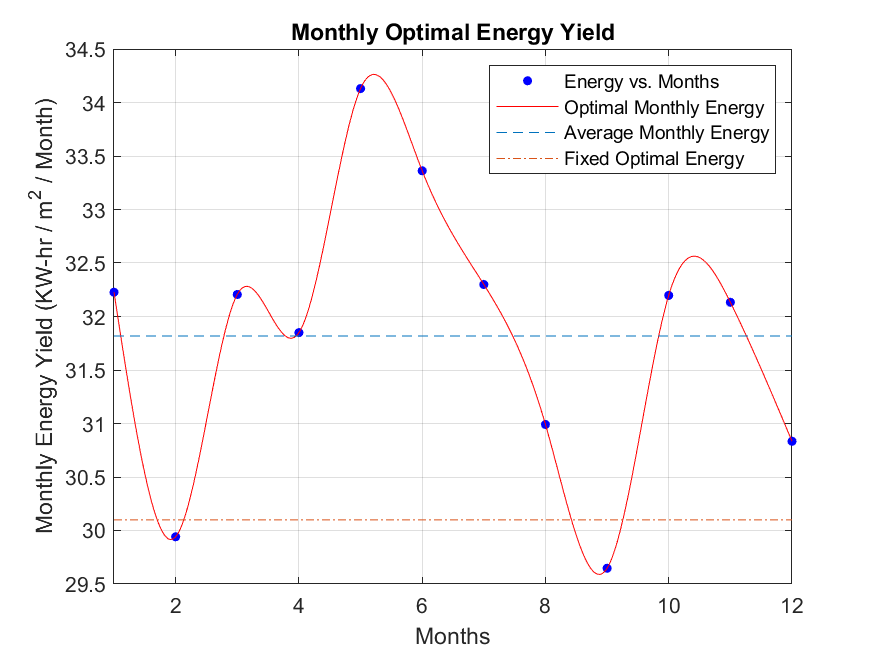 Monthly Optimal Energy Yield
Monthly Energy Yield (KW-hr / m² / Month)
34.5
34
33.5
33
32.5
32
31.5
31
30.5
30
29.5
Energy vs. Months
Optimal Monthly Energy
Average Monthly Energy
Fixed Optimal Energy
2 4 6 8 10 12
Months